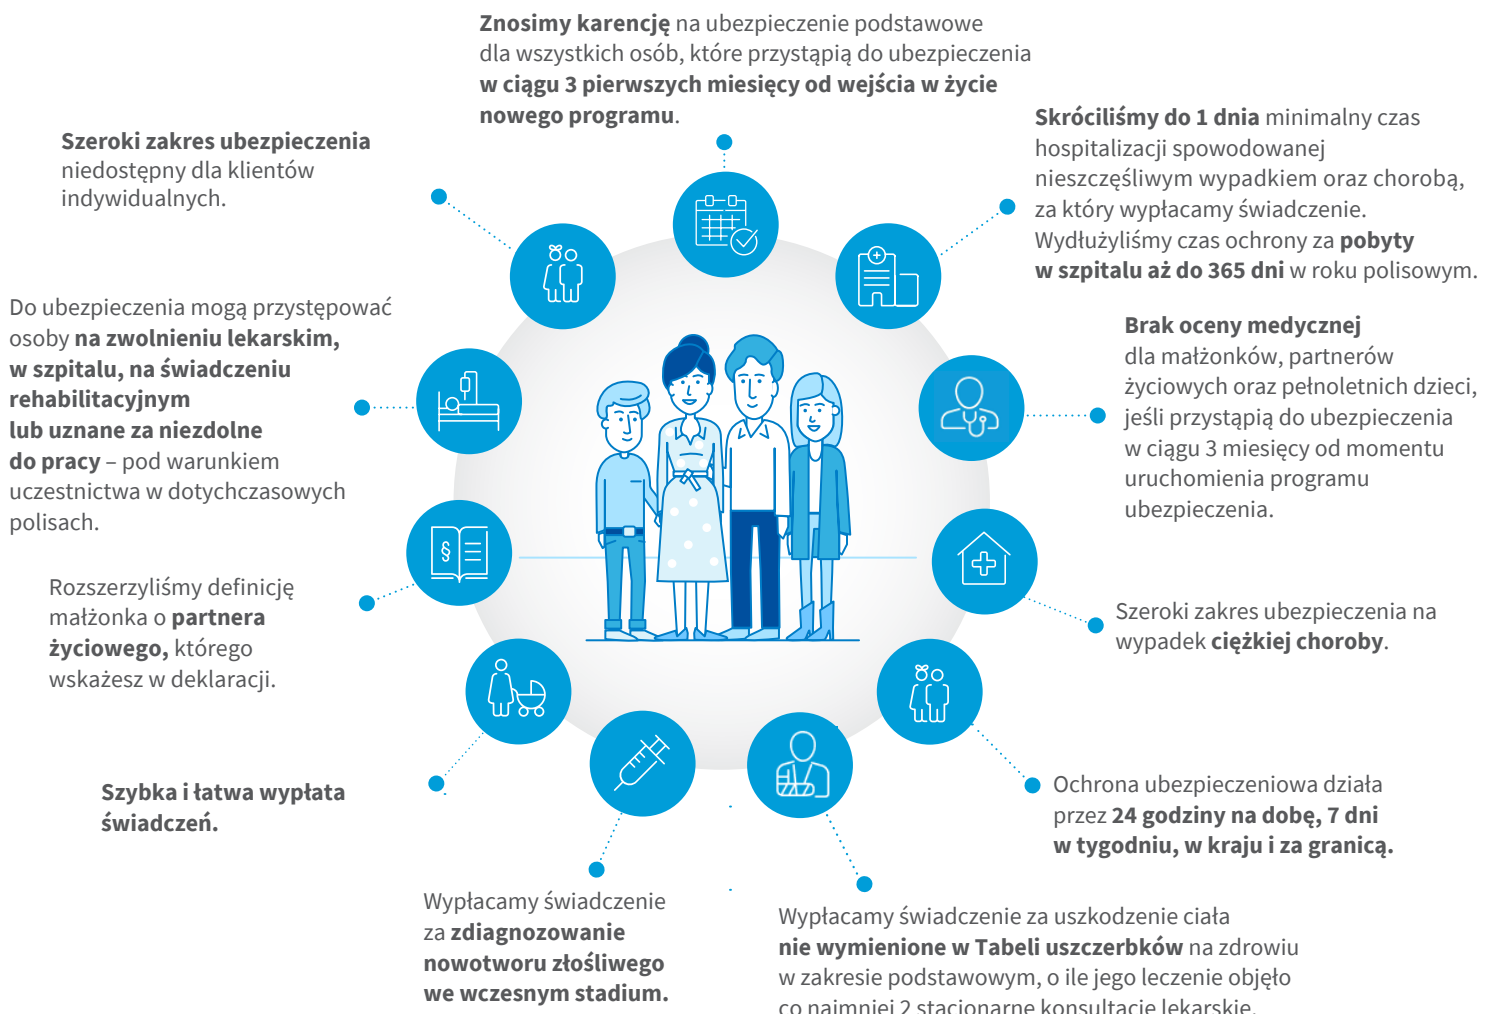 Znosimy karencję na ubezpieczenie podstawowe
dla wszystkich osób, które przystąpią do ubezpieczenia
w ciągu 3 pierwszych miesięcy od wejścia w życie
nowego programu.
Szeroki zakres ubezpieczenia
niedostępny dla klientów
indywidualnych.
Skróciliśmy do 1 dnia minimalny czas
hospitalizacji spowodowanej
nieszczęśliwym wypadkiem oraz chorobą,
za który wypłacamy świadczenie.
Wydłużyliśmy czas ochrony za pobyty
w szpitalu aż do 365 dni w roku polisowym.
Do ubezpieczenia mogą przystępować
osoby na zwolnieniu lekarskim,
w szpitalu, na świadczeniu
rehabilitacyjnym
lub uznane za niezdolne
do pracy – pod warunkiem
uczestnictwa w dotychczasowych
polisach.
Brak oceny medycznej
dla małżonków, partnerów
życiowych oraz pełnoletnich dzieci,
jeśli przystąpią do ubezpieczenia
w ciągu 3 miesięcy od momentu
uruchomienia programu
ubezpieczenia.
§
Rozszerzyliśmy definicję
małżonka o partnera
życiowego, którego
wskażesz w deklaracji.
Szeroki zakres ubezpieczenia na
wypadek ciężkiej choroby.
Szybka i łatwa wypłata
świadczeń.
Ochrona ubezpieczeniowa działa
przez 24 godziny na dobę, 7 dni
w tygodniu, w kraju i za granicą.
Wypłacamy świadczenie
za zdiagnozowanie
nowotworu złośliwego
we wczesnym stadium.
Wypłacamy świadczenie za uszkodzenie ciała
nie wymienione w Tabeli uszczerbków na zdrowiu
w zakresie podstawowym, o ile jego leczenie objęło
co najmniej 2 stacjonarne konsultacje lekarskie.